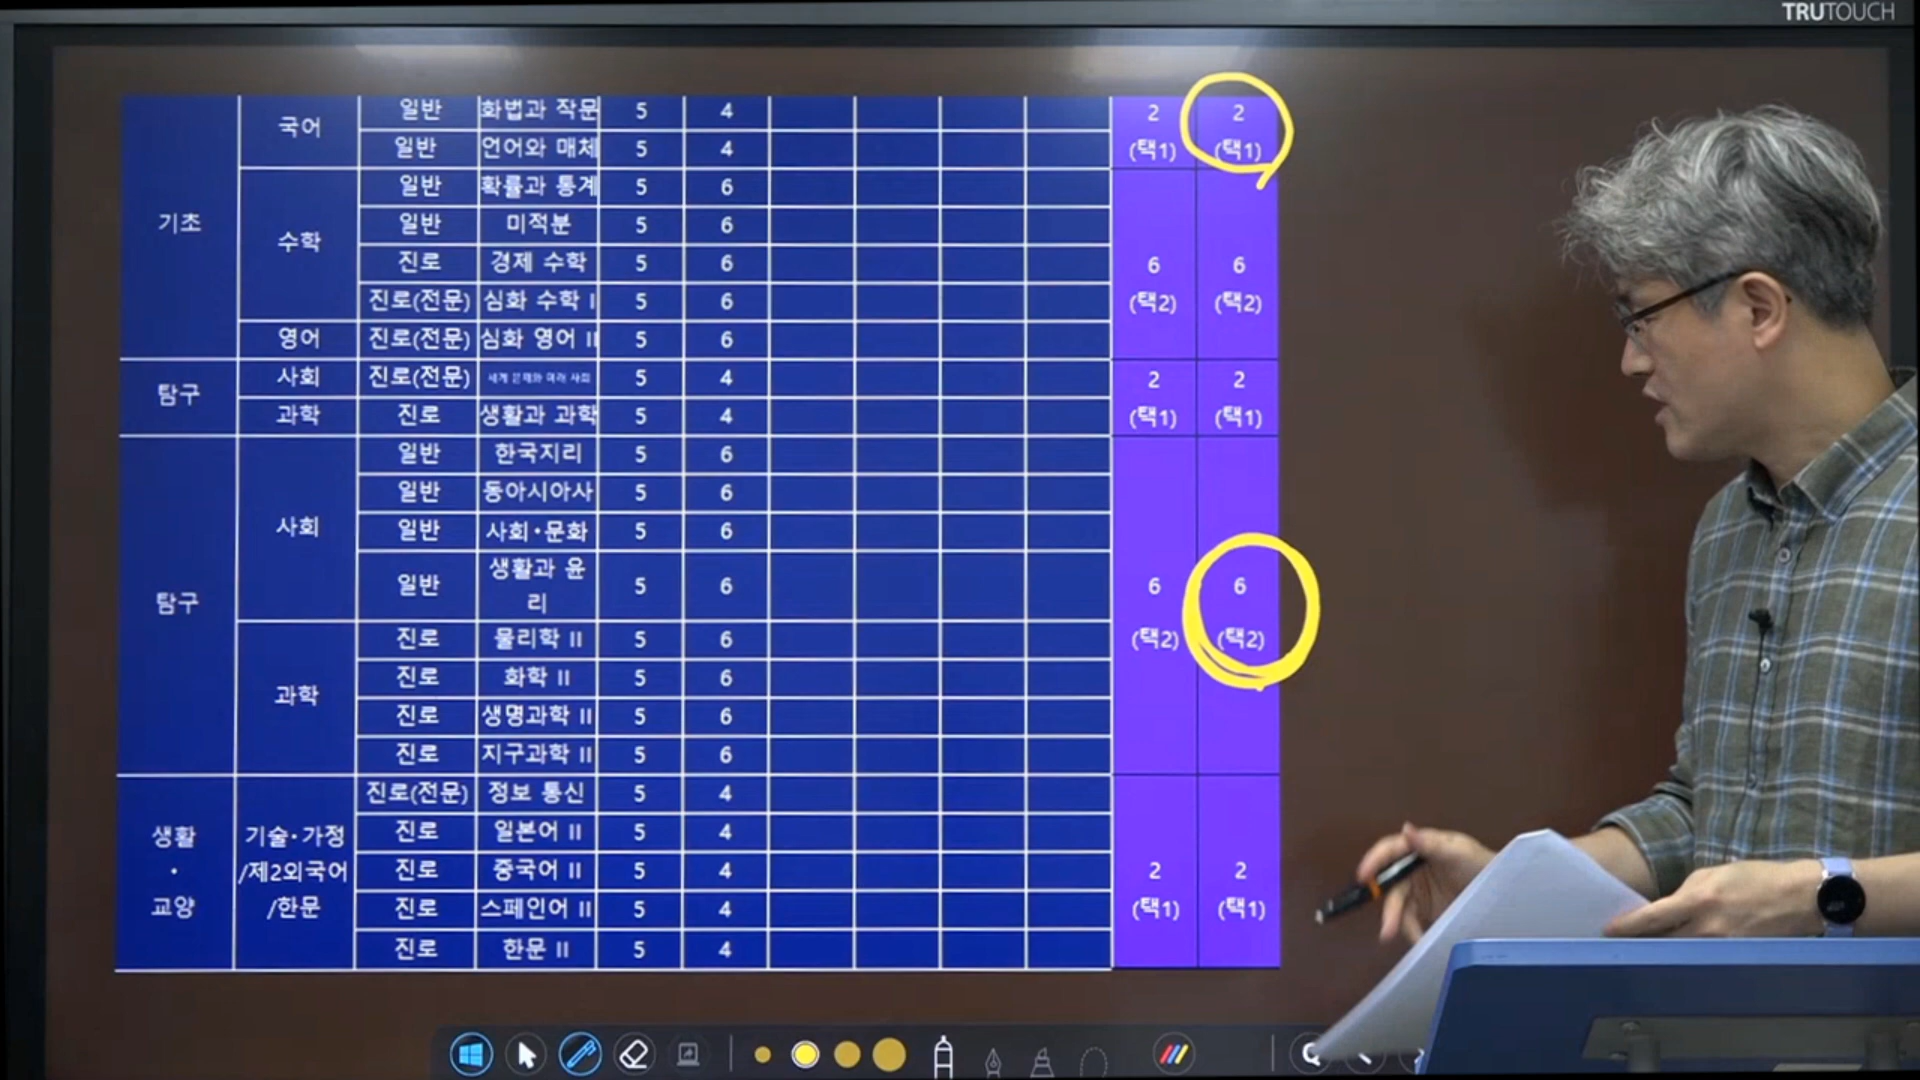 TRUTOUCH
기초 국어 일반 화법과 작문 5 4 2 (택1) 2 (택1)
일반 언어와 매체 5 4
수학 일반 확률과 통계 5 6 6 (택2) 6 (택2)
일반 미적분 5 6
진로 경제 수학 5 6
진로(전문) 심화 수학 I 5 6
영어 진로(전문) 심화 영어 II 5 6
탐구 사회 진로(전문) 세계 문제와 미래 사회 5 4 2 (택1) 2 (택1)
과학 진로 생활과 과학 5 4
탐구 사회 일반 한국지리 5 6 6 (택2) 6 (택2)
일반 동아시아사 5 6
일반 사회·문화 5 6
일반 생활과 윤리 5 6
과학 진로 물리학 II 5 6
진로 화학 II 5 6
진로 생명과학 II 5 6
진로 지구과학 II 5 6
생활·교양 기술·가정/제2외국어/한문 진로(전문) 정보 통신 5 4 2 (택1) 2 (택1)
진로 일본어 II 5 4
진로 중국어 II 5 4
진로 스페인어 II 5 4
진로 한문 II 5 4